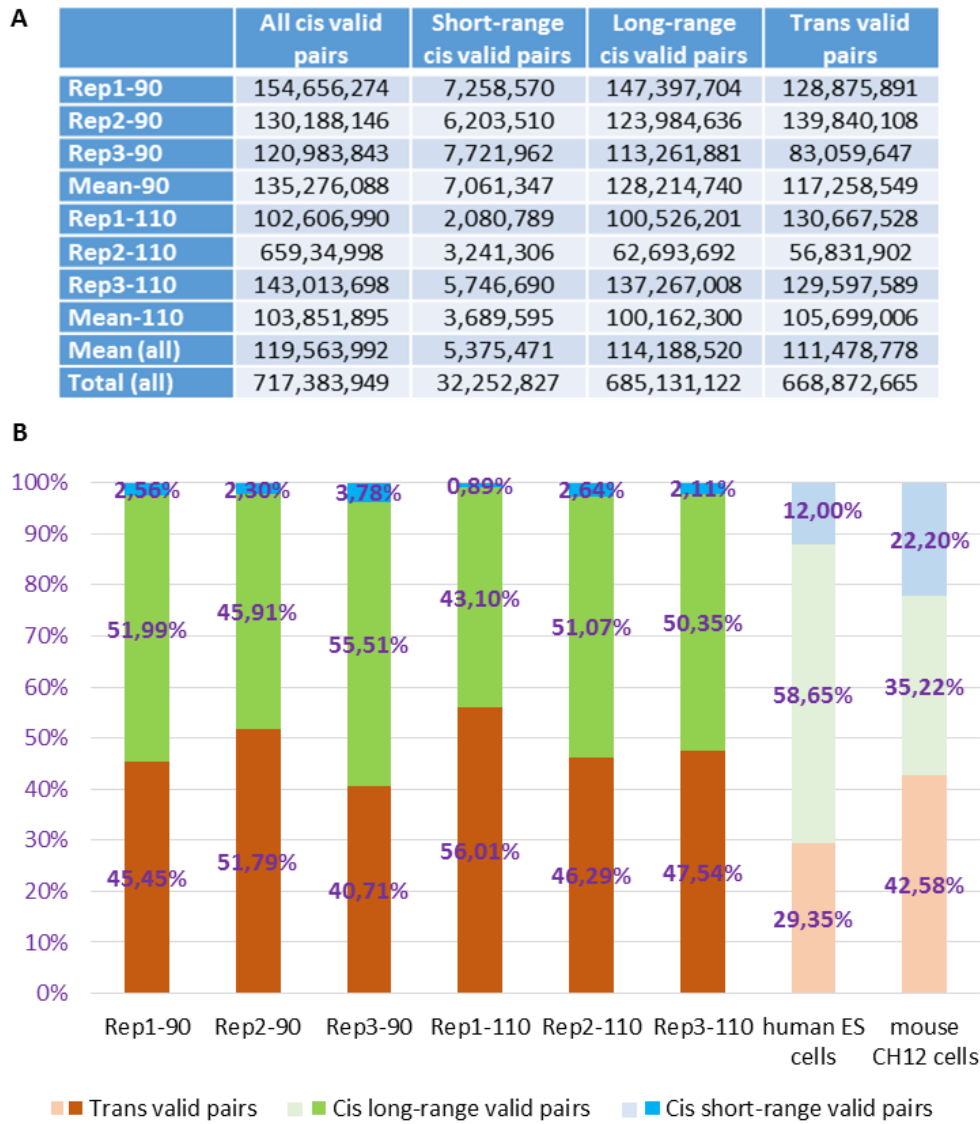 A
All cis valid pairs Short-range cis valid pairs Long-range cis valid pairs Trans valid pairs
Rep1-90 154,656,274 7,258,570 147,397,704 128,875,891
Rep2-90 130,188,146 6,203,510 123,984,636 139,840,108
Rep3-90 120,983,843 7,721,962 113,261,881 83,059,647
Mean-90 135,276,088 7,061,347 128,214,740 117,258,549
Rep1-110 102,606,990 2,080,789 100,526,201 130,667,528
Rep2-110 659,34,998 3,241,306 62,693,692 56,831,902
Rep3-110 143,013,698 5,746,690 137,267,008 129,597,589
Mean-110 103,851,895 3,689,595 100,162,300 105,699,006
Mean (all) 119,563,992 5,375,471 114,188,520 111,478,778
Total (all) 717,383,949 32,252,827 685,131,122 668,872,665
B
100%
90%
80%
70%
60%
50%
40%
30%
20%
10%
0%
2,56% 2,30% 3,78% 0,89% 2,64% 2,11% 12,00% 22,20%
51,99% 45,91% 55,51% 43,10% 51,07% 50,35% 58,65% 35,22%
45,45% 51,79% 40,71% 56,01% 46,29% 47,54% 29,35% 42,58%
Rep1-90 Rep2-90 Rep3-90 Rep1-110 Rep2-110 Rep3-110 human ES cells mouse CH12 cells
Trans valid pairs Cis long-range valid pairs Cis short-range valid pairs